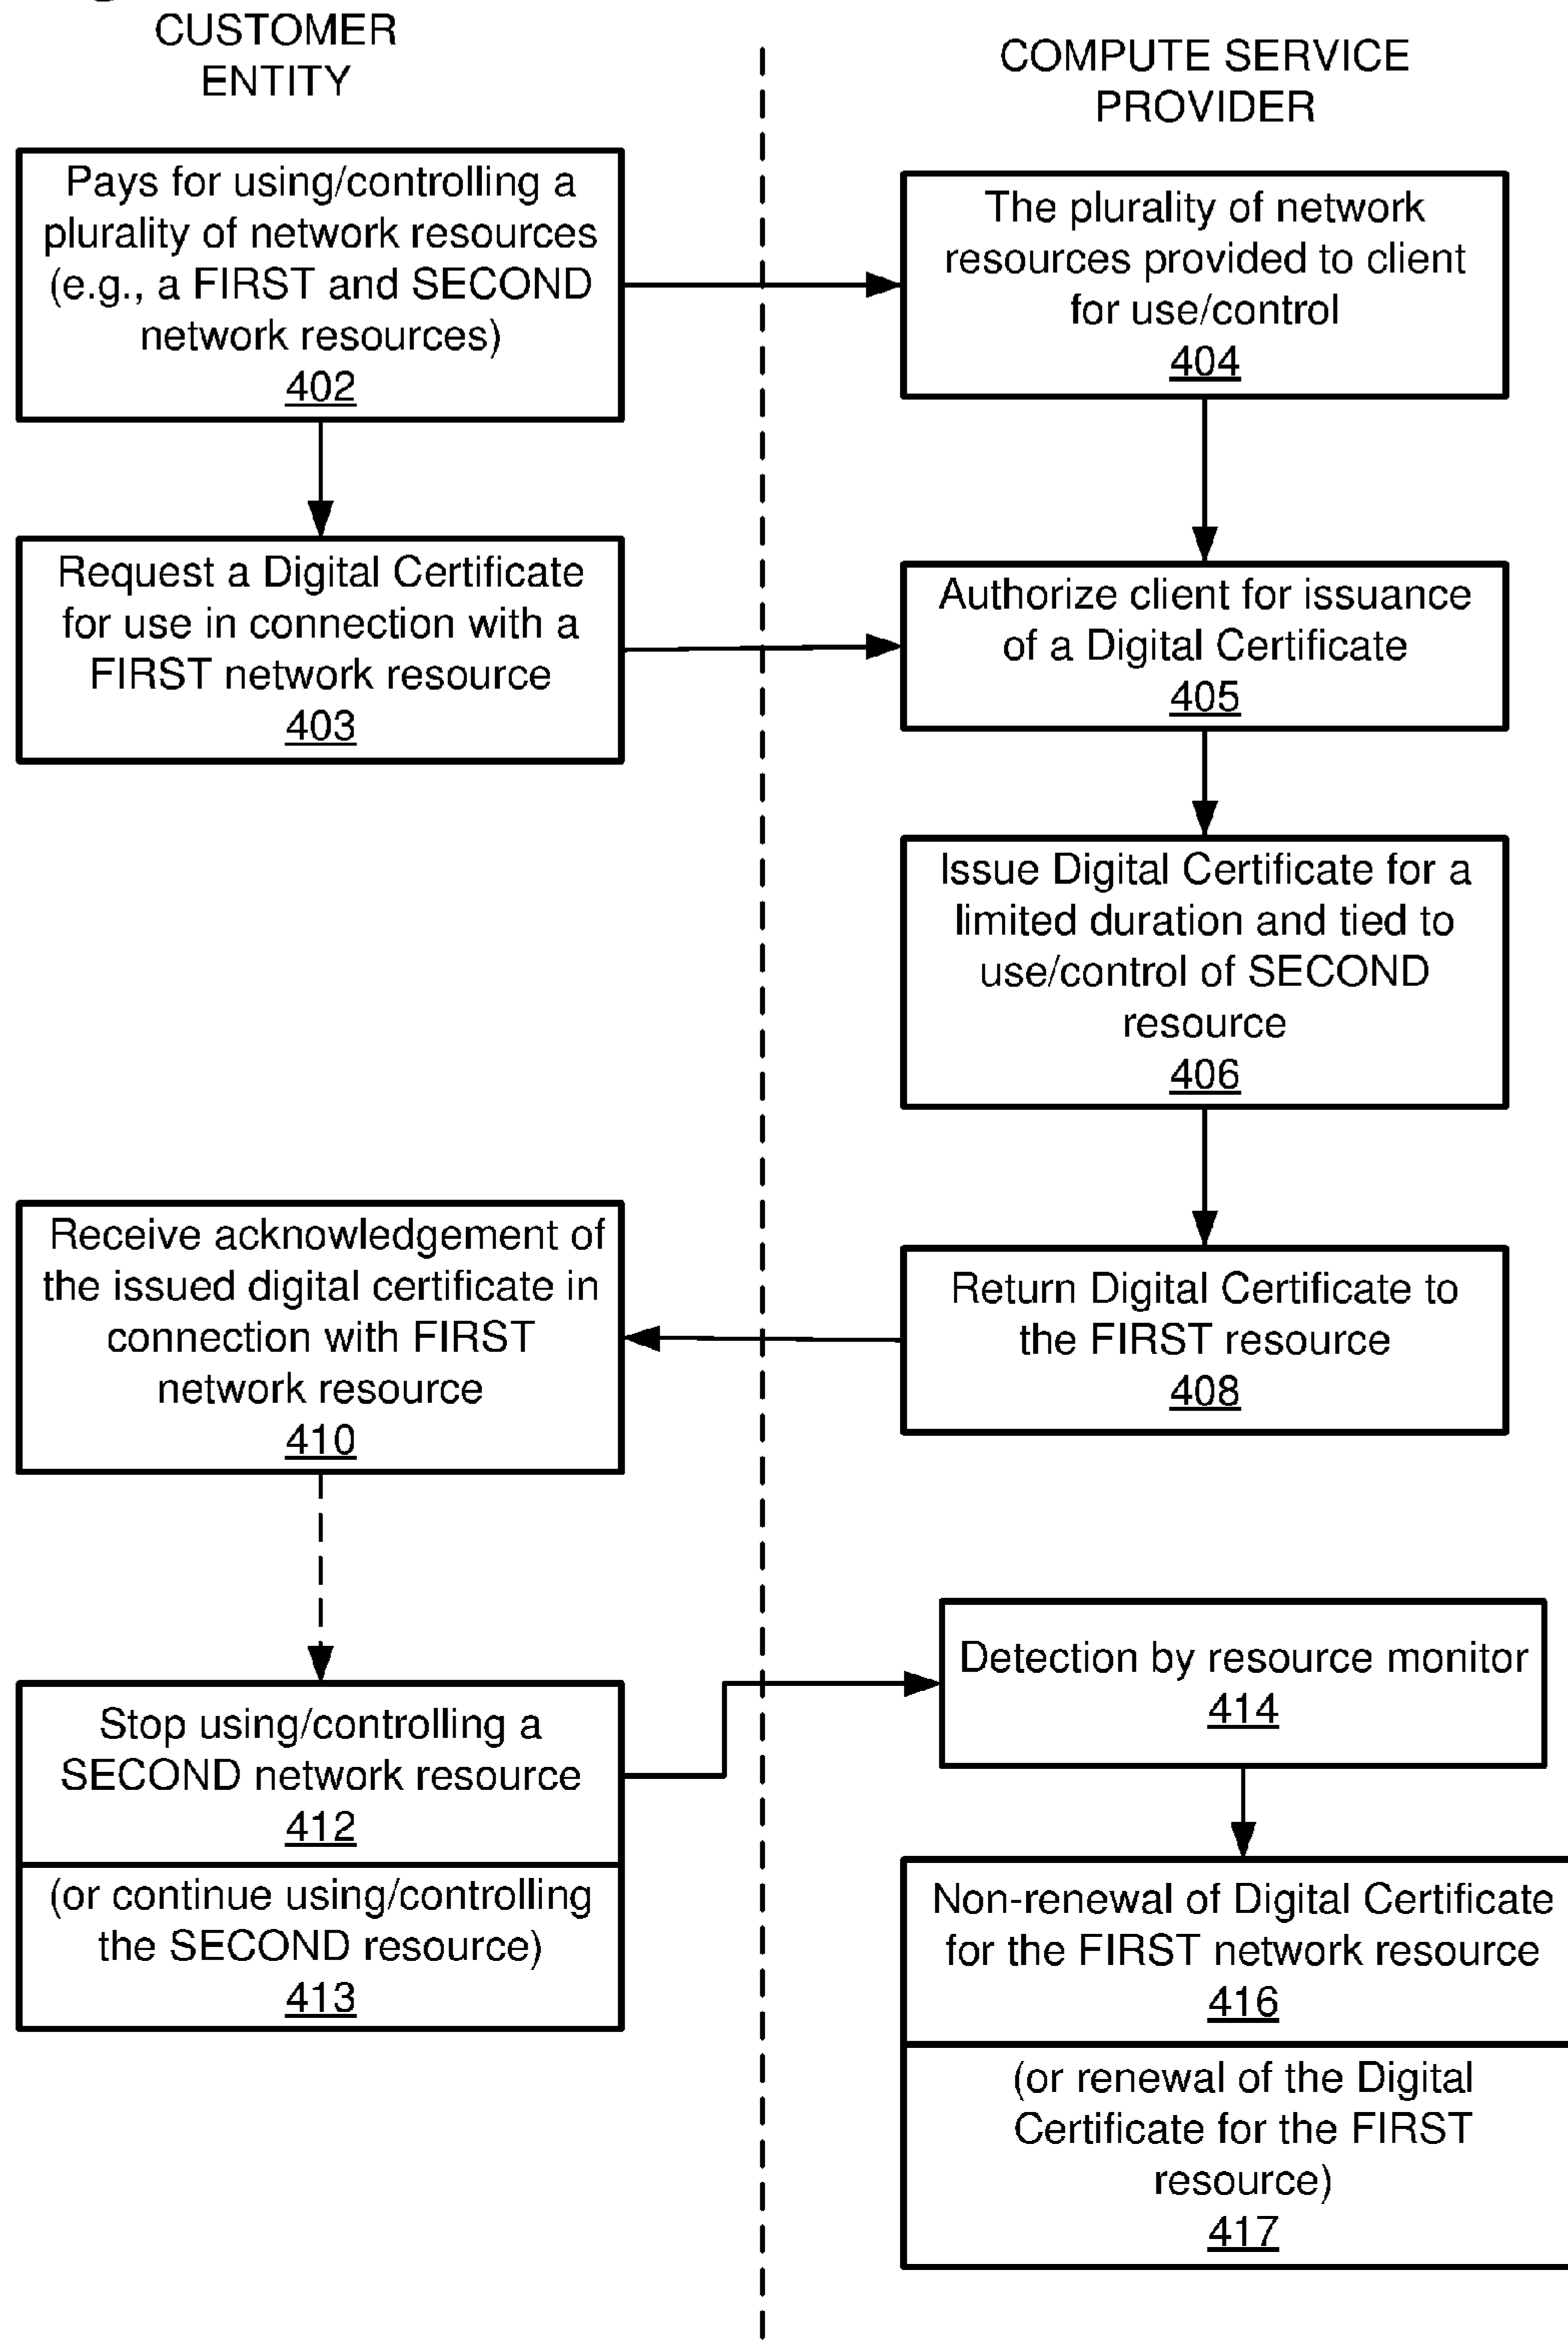 CUSTOMER
ENTITY
COMPUTE SERVICE
PROVIDER
Pays for using/controlling a
plurality of network resources
(e.g., a FIRST and SECOND
network resources)
402
The plurality of network
resources provided to client
for use/control
404
Request a Digital Certificate
for use in connection with a
FIRST network resource
403
Authorize client for issuance
of a Digital Certificate
405
Issue Digital Certificate for a
limited duration and tied to
use/control of SECOND
resource
406
Receive acknowledgement of
the issued digital certificate in
connection with FIRST
network resource
410
Return Digital Certificate to
the FIRST resource
408
Stop using/controlling a
SECOND network resource
412
(or continue using/controlling
the SECOND resource)
413
Detection by resource monitor
414
Non-renewal of Digital Certificate
for the FIRST network resource
416
(or renewal of the Digital
Certificate for the FIRST
resource)
417